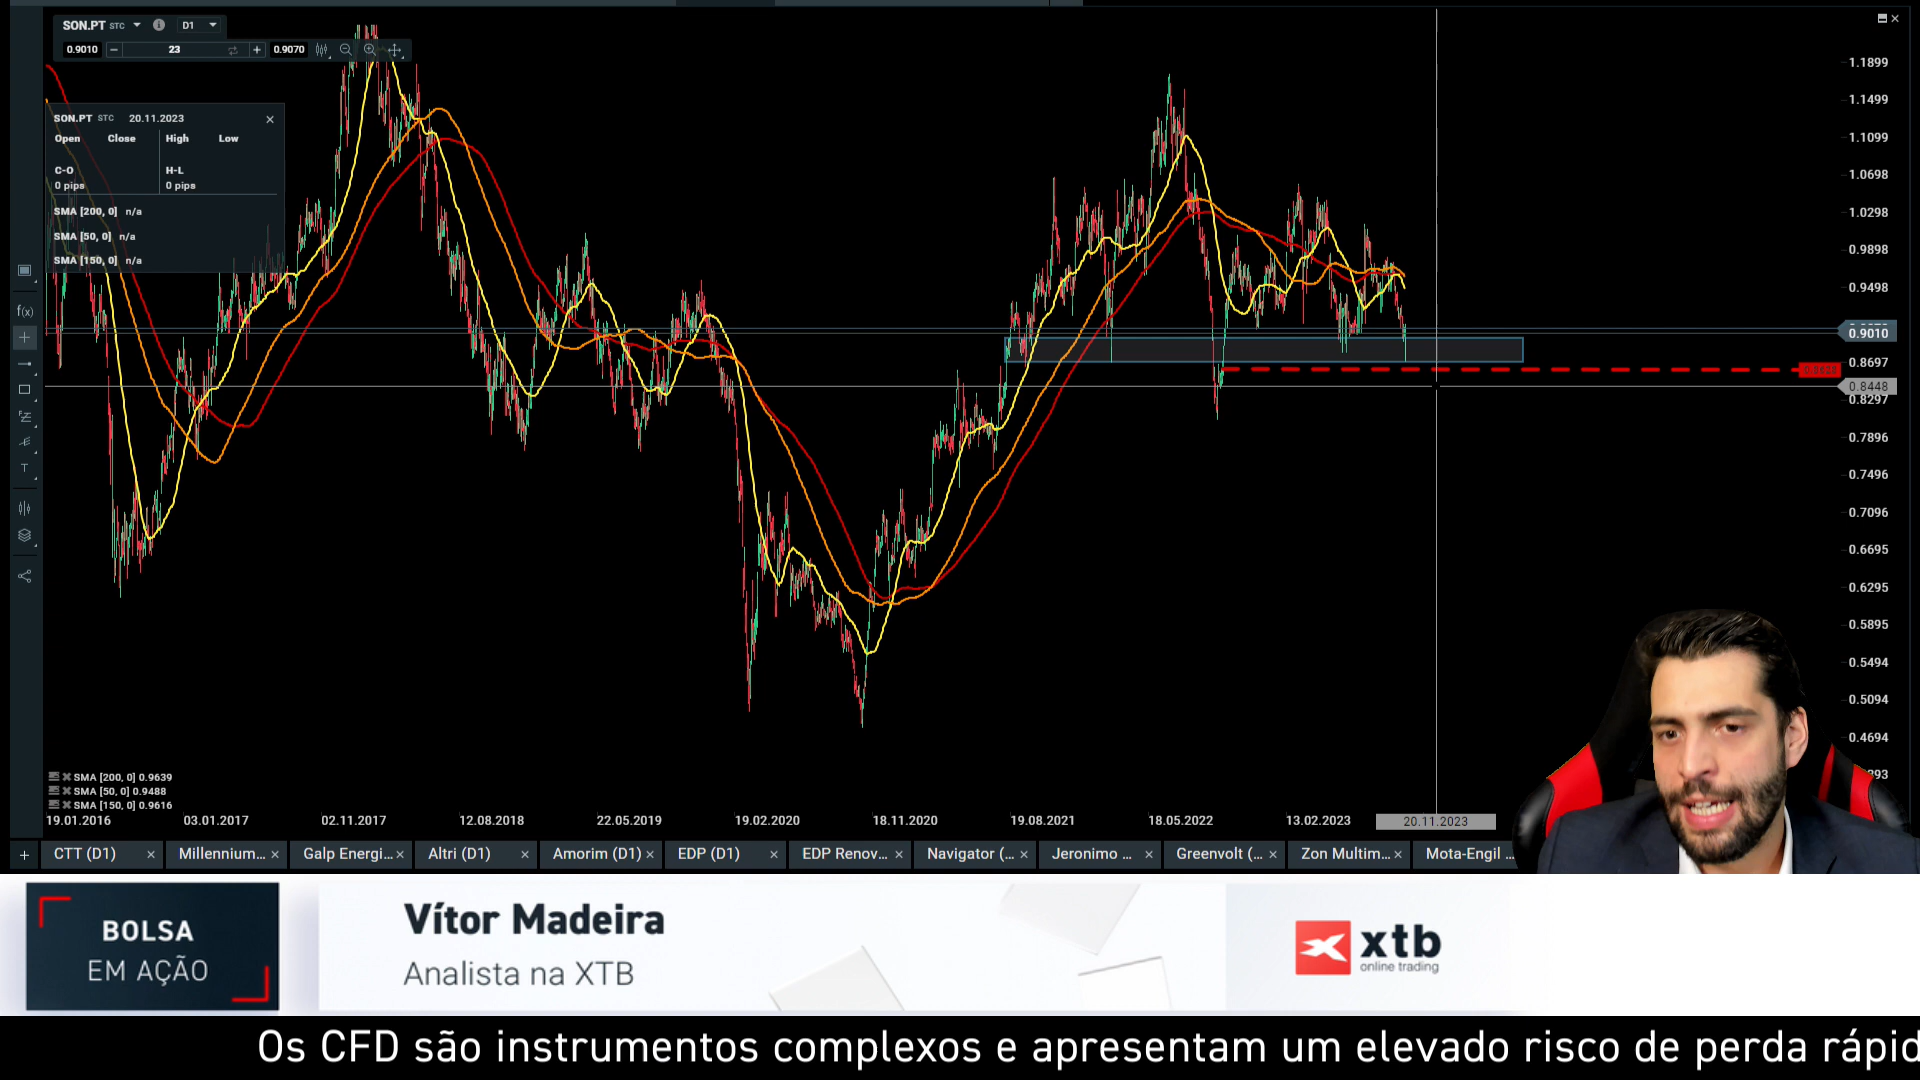 SON.PT STC D1
0.9010 23 0.9070
SON.PT STC 20.11.2023
Open Close High Low
C-O H-L
0 pips 0 pips
SMA [200, 0] n/a
SMA [50, 0] n/a
SMA [150, 0] n/a
f(x)
T
1.1899
1.1499
1.1099
1.0698
1.0298
0.9898
0.9498
0.9010
0.8697
0.8448
0.8297
0.7896
0.7496
0.7096
0.6695
0.6295
0.5895
0.5494
0.5094
0.4694
SMA [200, 0] 0.9639
SMA [50, 0] 0.9488
SMA [150, 0] 0.9616
19.01.2016 03.01.2017 02.11.2017 12.08.2018 22.05.2019 19.02.2020 18.11.2020 19.08.2021 18.05.2022 13.02.2023 20.11.2023
CTT (D1) Millennium... Galp Energi... Altri (D1) Amorim (D1) EDP (D1) EDP Renov... Navigator (... Jeronimo ... Greenvolt (... Zon Multim... Mota-Engil ...
BOLSA
EM AÇÃO
Vítor Madeira
Analista na XTB
xtb
online trading
Os CFD são instrumentos complexos e apresentam um elevado risco de perda rápid